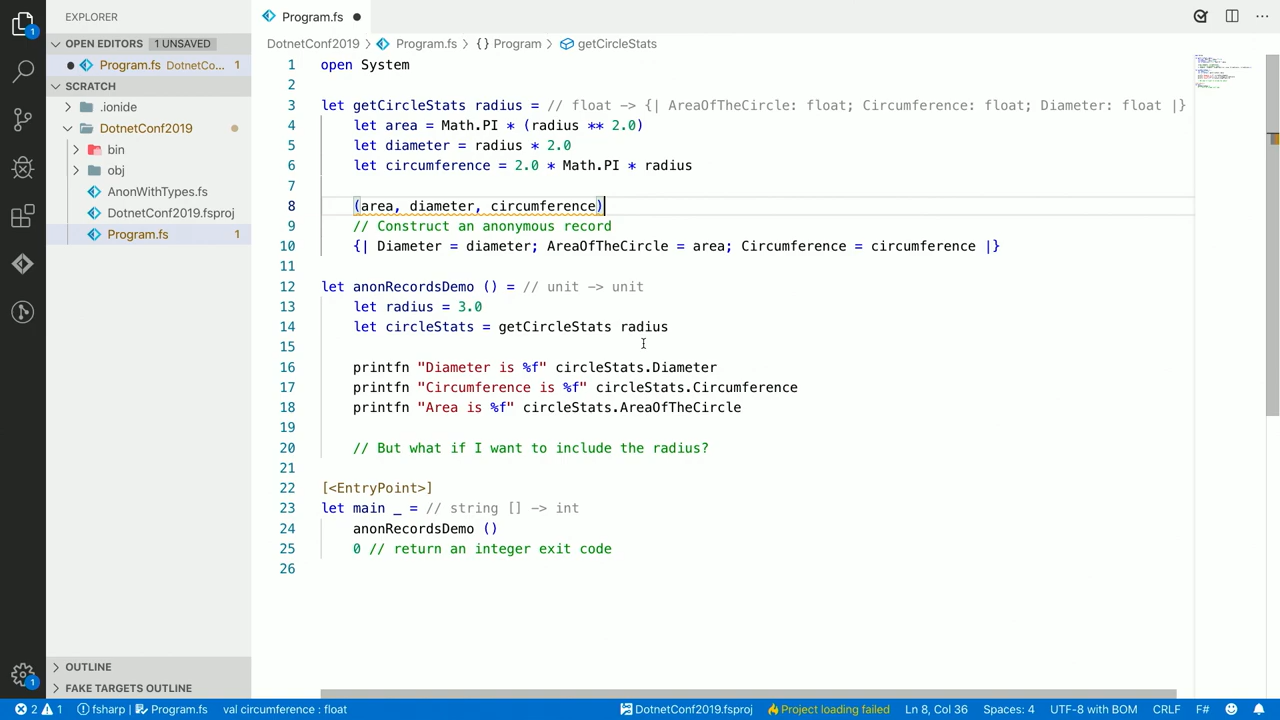 EXPLORER
Program.fs
OPEN EDITORS 1 UNSAVED
Program.fs DotnetCo... 1
SCRATCH
.ionide
DotnetConf2019
bin
obj
AnonWithTypes.fs
DotnetConf2019.fsproj
Program.fs 1
OUTLINE
FAKE TARGETS OUTLINE
1
1
DotnetConf2019 > Program.fs > { } Program > getCircleStats
1 open System
2
3 let getCircleStats radius = // float -> {| AreaOfTheCircle: float; Circumference: float; Diameter: float |}
4 let area = Math.PI * (radius ** 2.0)
5 let diameter = radius * 2.0
6 let circumference = 2.0 * Math.PI * radius
7
8 (area, diameter, circumference)
9 // Construct an anonymous record
10 {| Diameter = diameter; AreaOfTheCircle = area; Circumference = circumference |}
11
12 let anonRecordsDemo () = // unit -> unit
13 let radius = 3.0
14 let circleStats = getCircleStats radius
15
16 printfn "Diameter is %f" circleStats.Diameter
17 printfn "Circumference is %f" circleStats.Circumference
18 printfn "Area is %f" circleStats.AreaOfTheCircle
19
20 // But what if I want to include the radius?
21
22 [<EntryPoint>]
23 let main _ = // string [] -> int
24 anonRecordsDemo ()
25 0 // return an integer exit code
26
2 1 fsharp | Program.fs val circumference : float DotnetConf2019.fsproj Project loading failed Ln 8, Col 36 Spaces: 4 UTF-8 with BOM CRLF F#